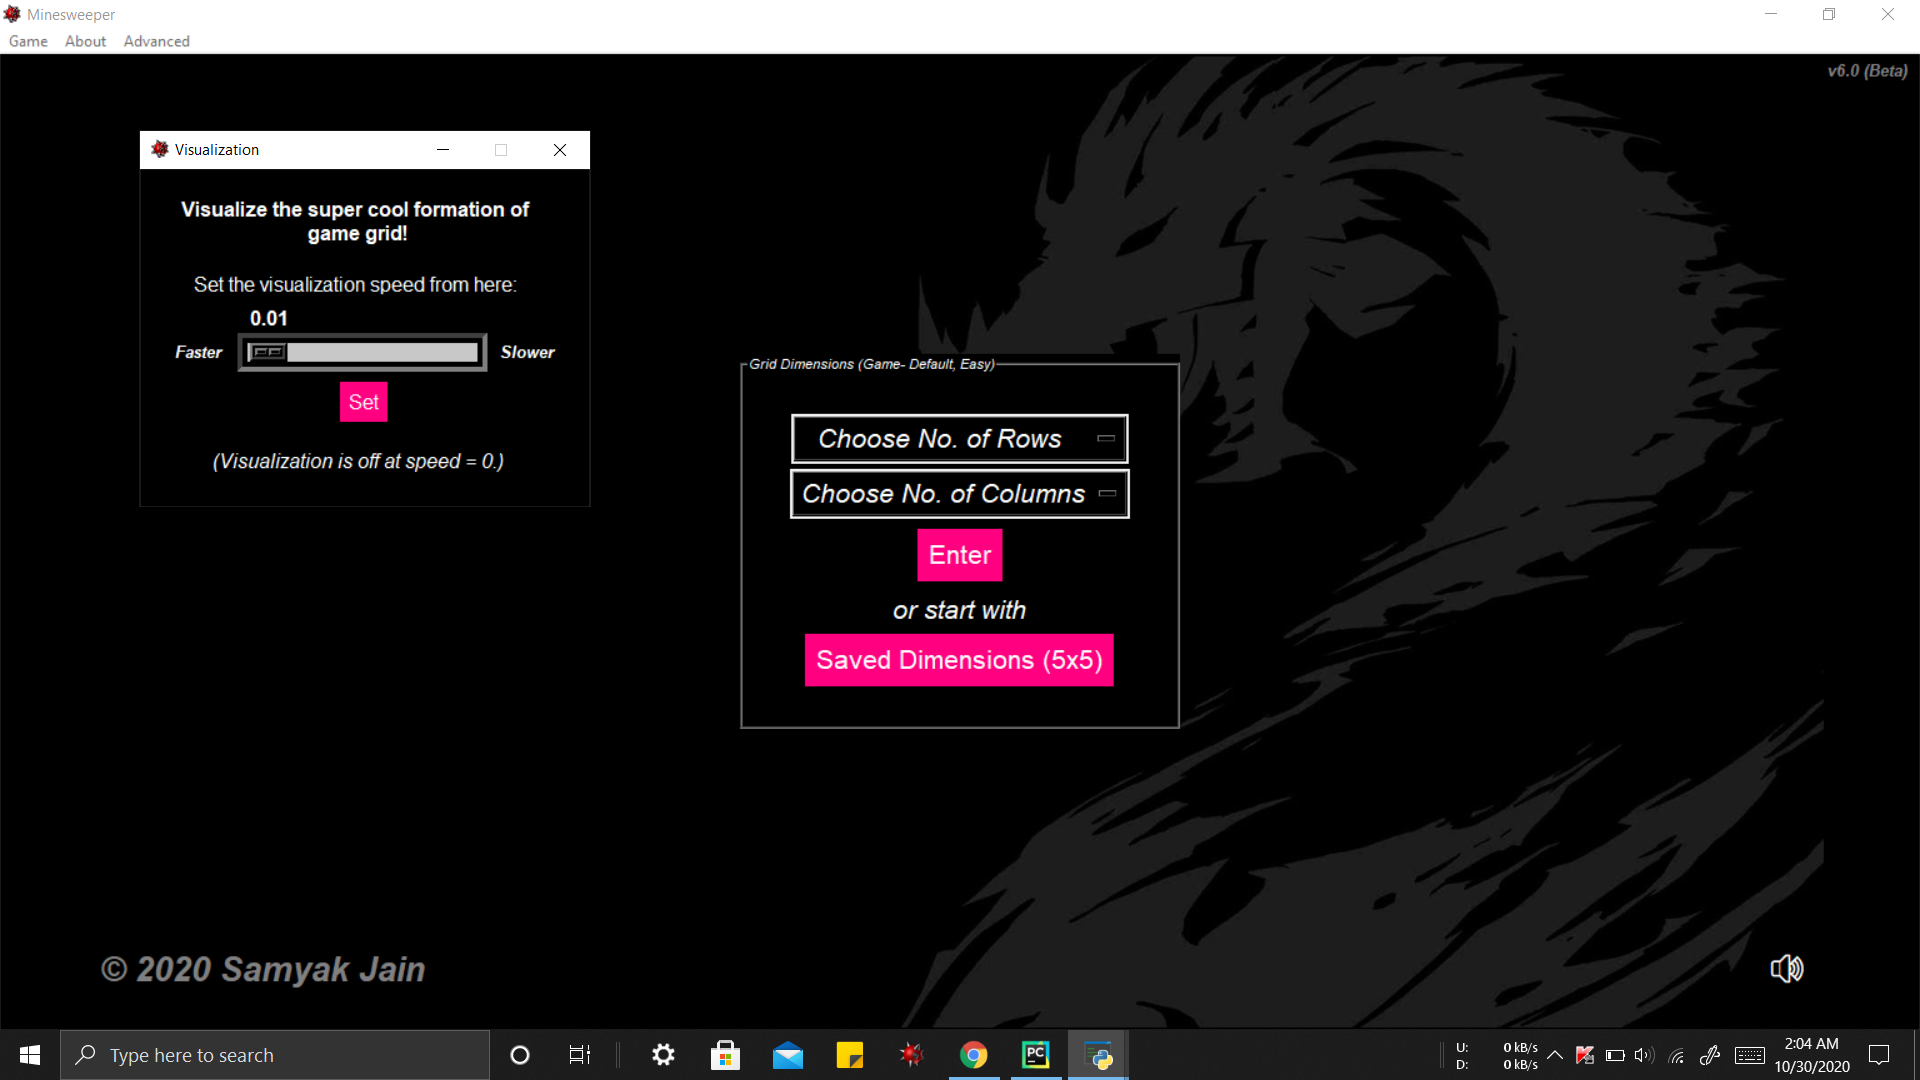 Minesweeper
Game About Advanced
v6.0 (Beta)
Visualization
Visualize the super cool formation of
game grid!
Set the visualization speed from here:
0.01
Faster Slower
Set
(Visualization is off at speed = 0.)
Grid Dimensions (Game- Default, Easy)
Choose No. of Rows
Choose No. of Columns
Enter
or start with
Saved Dimensions (5x5)
© 2020 Samyak Jain
Type here to search
PC
U: 0 kB/s
D: 0 kB/s
2:04 AM
10/30/2020